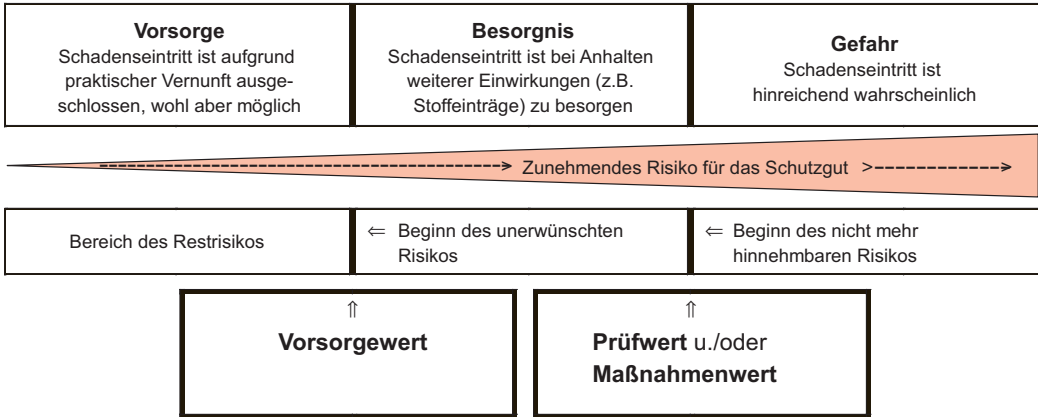 Vorsorge
Schadenseintritt ist aufgrund
praktischer Vernunft ausge-
schlossen, wohl aber möglich
Besorgnis
Schadenseintritt ist bei Anhalten
weiterer Einwirkungen (z.B.
Stoffeinträge) zu besorgen
Gefahr
Schadenseintritt ist
hinreichend wahrscheinlich
Zunehmendes Risiko für das Schutzgut >
Bereich des Restrisikos
⇐ Beginn des unerwünschten
Risikos
⇐ Beginn des nicht mehr
hinnehmbaren Risikos
⇑
Vorsorgewert
⇑
Prüfwert u./oder
Maßnahmenwert